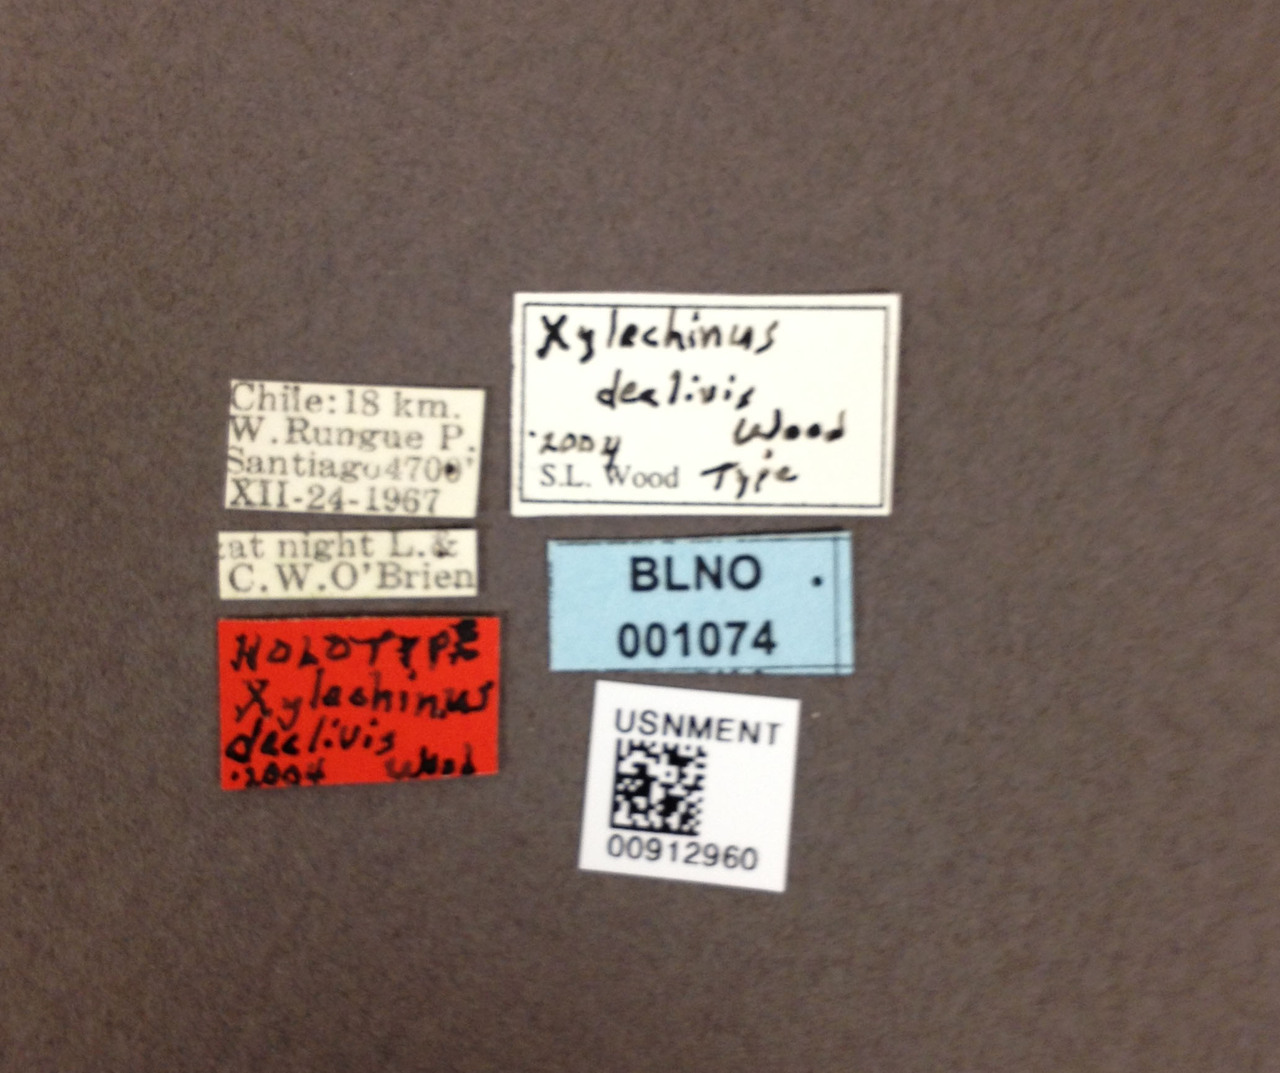 Chile: 18 km.
W. Rungue P.
Santiago 4700'
XII-24-1967
at night L. &
C.W. O'Brien
HOLOTYPE
Xylechinus
declivis
·2004 Wood
Xylechinus
declivis
Wood
·2004
S.L. Wood Type
BLNO
001074
USNMENT
00912960